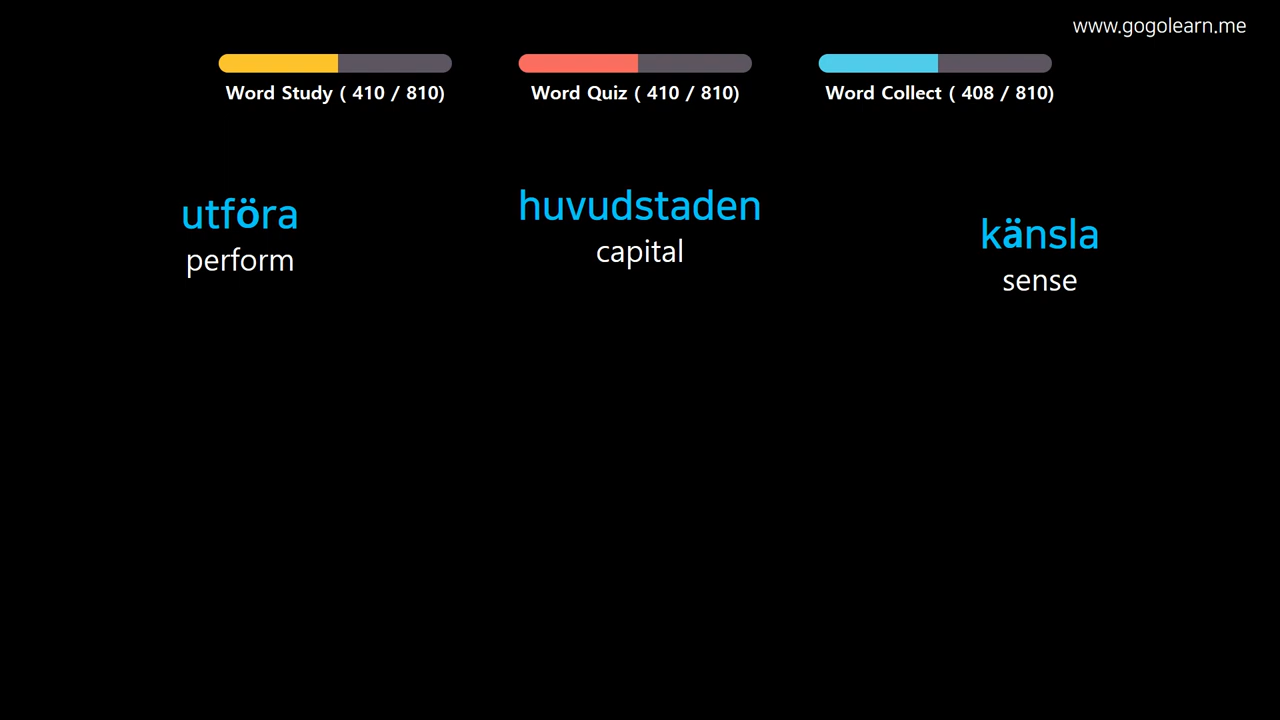 www.gogolearn.me
Word Study ( 410 / 810)
Word Quiz ( 410 / 810)
Word Collect ( 408 / 810)
utföra
perform
huvudstaden
capital
känsla
sense